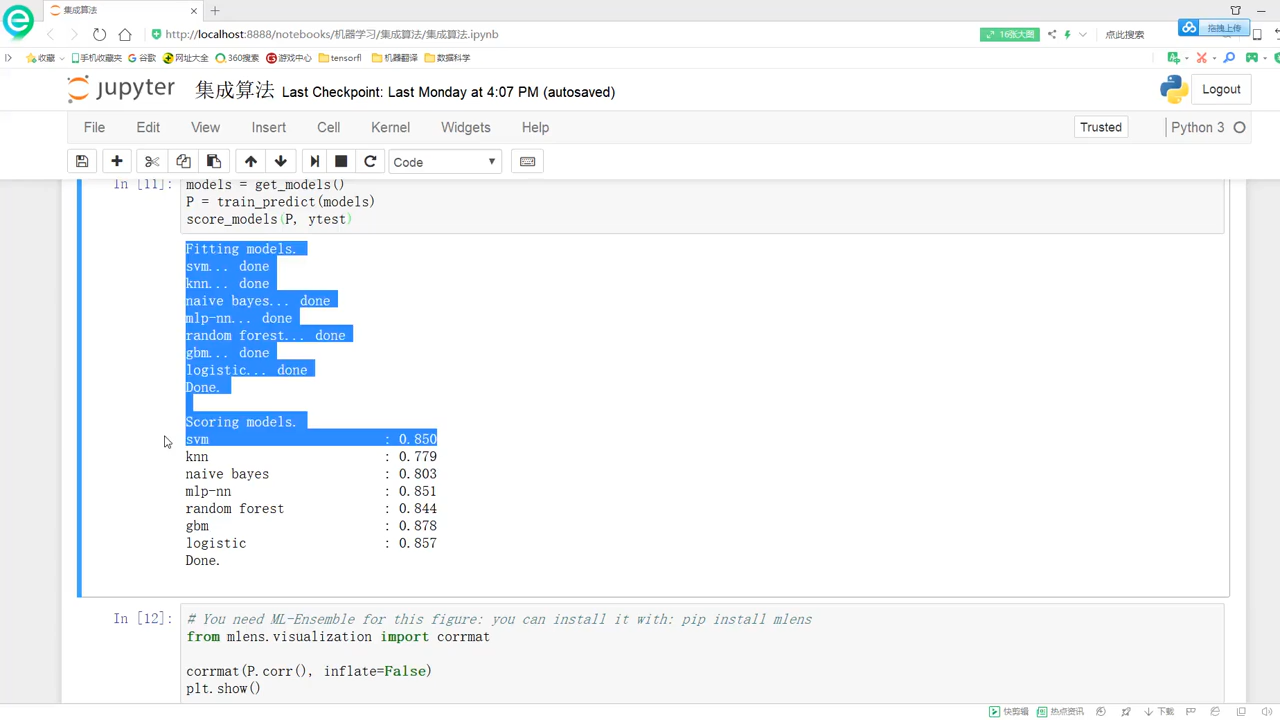 集成算法
http://localhost:8888/notebooks/机器学习/集成算法/集成算法.ipynb
16张大图
点此搜索
拖拽上传
收藏
手机收藏夹
谷歌
网址大全
360搜索
游戏中心
tensorfl
机器翻译
数据科学
jupyter 集成算法 Last Checkpoint: Last Monday at 4:07 PM (autosaved)
Logout
File Edit View Insert Cell Kernel Widgets Help
Trusted
Python 3
Code
In [11]:
models = get_models()
P = train_predict(models)
score_models(P, ytest)
Fitting models.
svm... done
knn... done
naive bayes... done
mlp-nn... done
random forest... done
gbm... done
logistic... done
Done.
Scoring models.
svm : 0.850
knn : 0.779
naive bayes : 0.803
mlp-nn : 0.851
random forest : 0.844
gbm : 0.878
logistic : 0.857
Done.
In [12]:
# You need ML-Ensemble for this figure: you can install it with: pip install mlens
from mlens.visualization import corrmat
corrmat(P.corr(), inflate=False)
plt.show()
快剪辑
热点资讯
下载